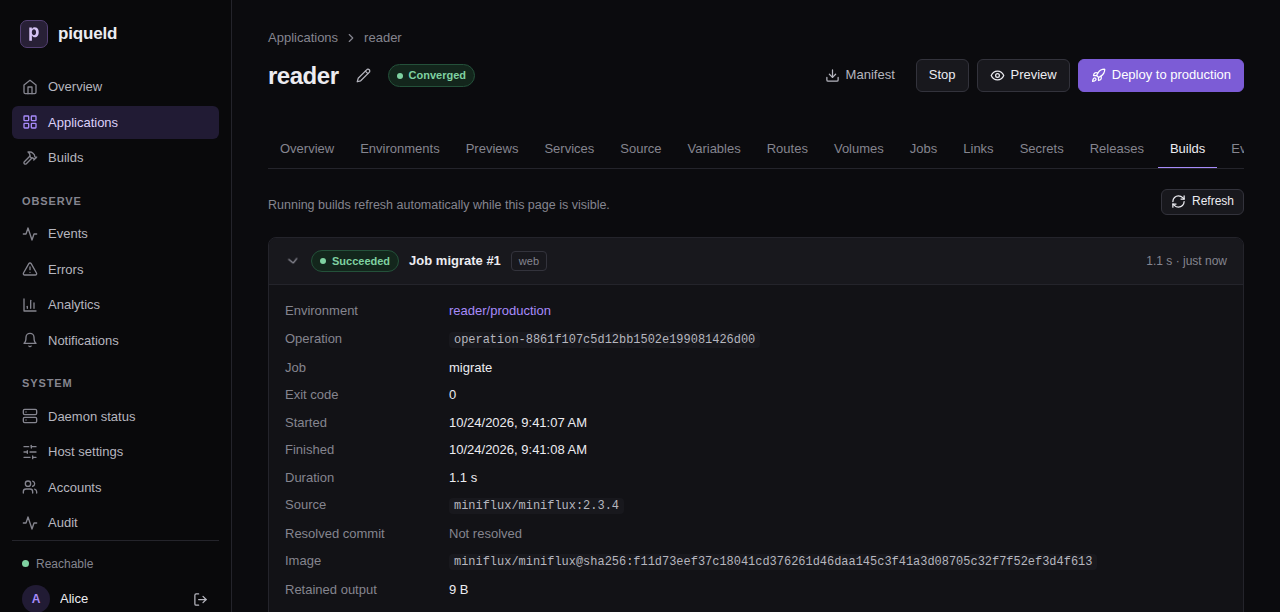 p piqueld
Overview
Applications
Builds
OBSERVE
Events
Errors
Analytics
Notifications
SYSTEM
Daemon status
Host settings
Accounts
Audit
Reachable
A Alice
Applications > reader
reader Converged Manifest Stop Preview Deploy to production
Overview Environments Previews Services Source Variables Routes Volumes Jobs Links Secrets Releases Builds Ev
Running builds refresh automatically while this page is visible. Refresh
Succeeded Job migrate #1 web 1.1 s · just now
Environment reader/production
Operation operation-8861f107c5d12bb1502e199081426d00
Job migrate
Exit code 0
Started 10/24/2026, 9:41:07 AM
Finished 10/24/2026, 9:41:08 AM
Duration 1.1 s
Source miniflux/miniflux:2.3.4
Resolved commit Not resolved
Image miniflux/miniflux@sha256:f11d73eef37c18041cd376261d46daa145c3f41a3d08705c32f7f52ef3d4f613
Retained output 9 B